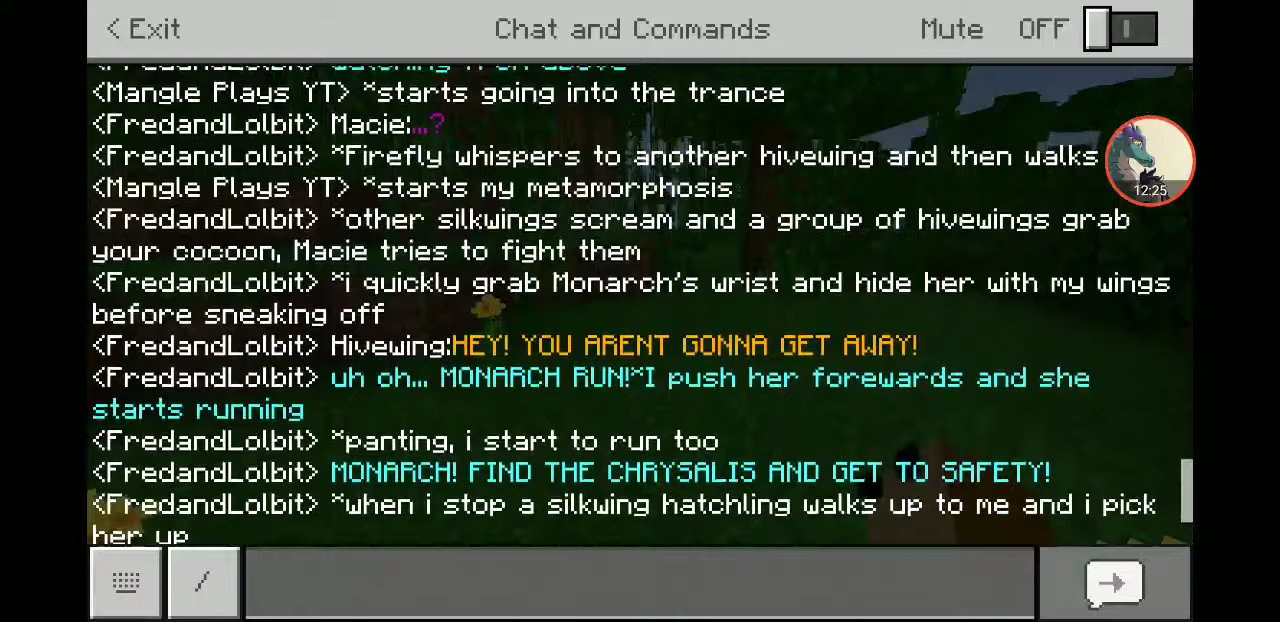 < Exit
Chat and Commands
Mute OFF
<FredandLolbit> watching from above
<Mangle Plays YT> *starts going into the trance
<FredandLolbit> Macie:...?
<FredandLolbit> *Firefly whispers to another hivewing and then walks
12:25
<Mangle Plays YT> *starts my metamorphosis
<FredandLolbit> *other silkwings scream and a group of hivewings grab
your cocoon, Macie tries to fight them
<FredandLolbit> *i quickly grab Monarch's wrist and hide her with my wings
before sneaking off
<FredandLolbit> Hivewing:HEY! YOU ARENT GONNA GET AWAY!
<FredandLolbit> uh oh... MONARCH RUN!*I push her forewards and she
starts running
<FredandLolbit> *panting, i start to run too
<FredandLolbit> MONARCH! FIND THE CHRYSALIS AND GET TO SAFETY!
<FredandLolbit> *when i stop a silkwing hatchling walks up to me and i pick
her up
/